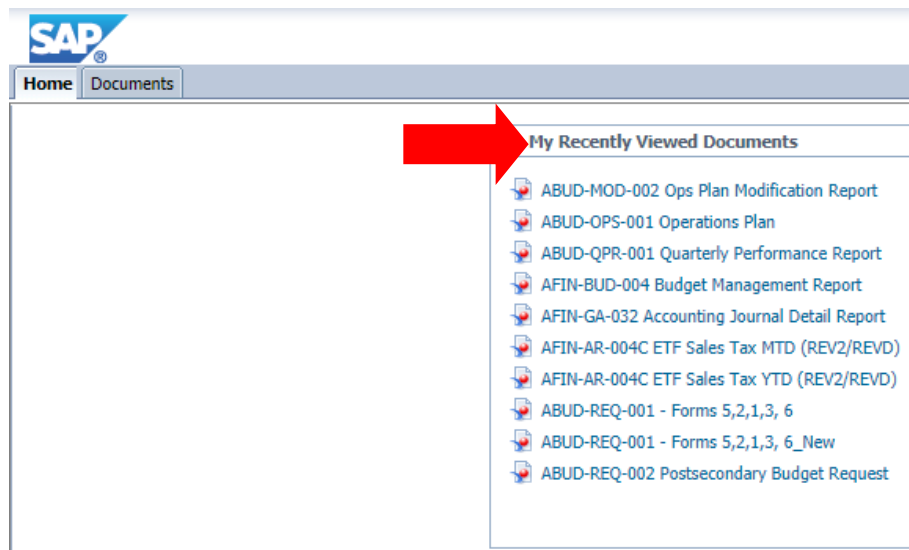 SAP®
Home Documents
My Recently Viewed Documents
ABUD-MOD-002 Ops Plan Modification Report
ABUD-OPS-001 Operations Plan
ABUD-QPR-001 Quarterly Performance Report
AFIN-BUD-004 Budget Management Report
AFIN-GA-032 Accounting Journal Detail Report
AFIN-AR-004C ETF Sales Tax MTD (REV2/REVD)
AFIN-AR-004C ETF Sales Tax YTD (REV2/REVD)
ABUD-REQ-001 - Forms 5,2,1,3, 6
ABUD-REQ-001 - Forms 5,2,1,3, 6_New
ABUD-REQ-002 Postsecondary Budget Request